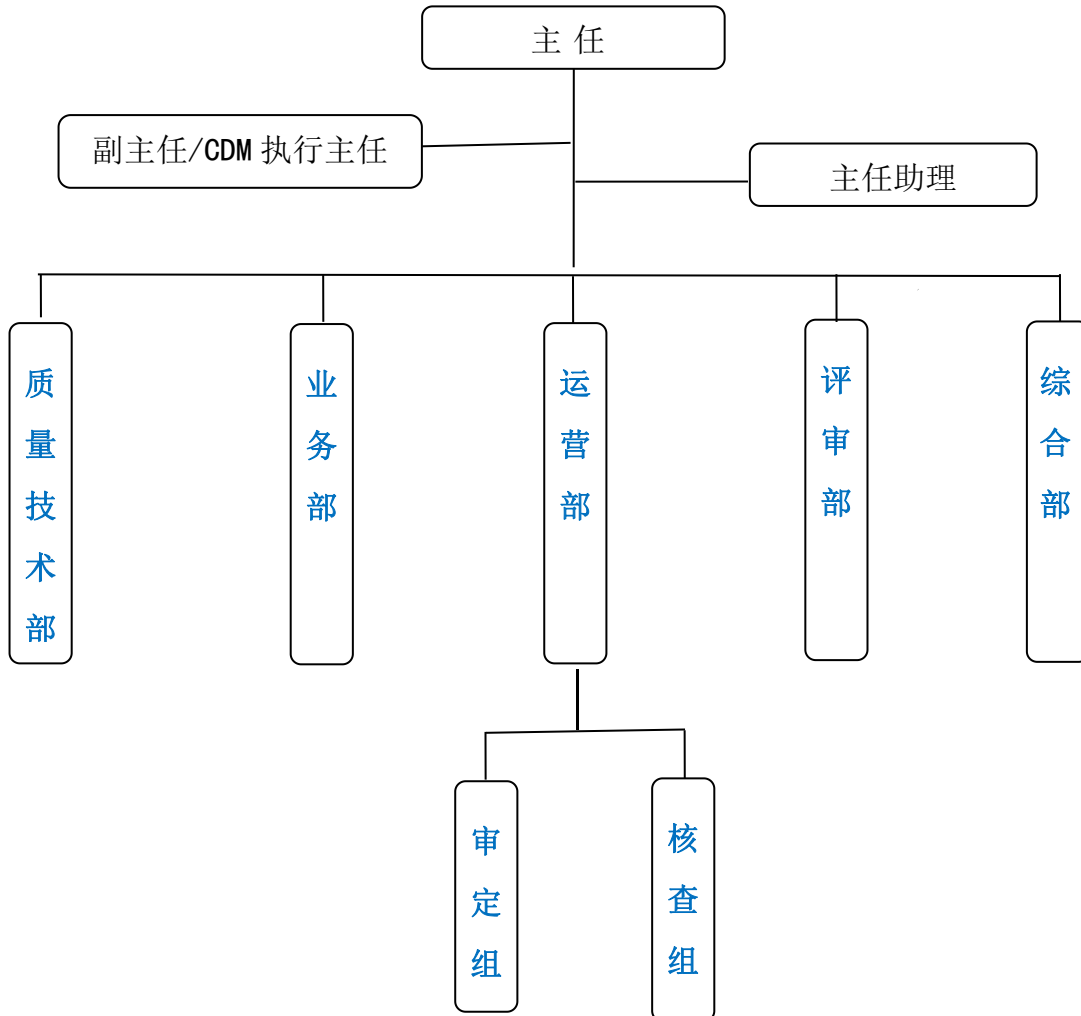 主 任
副主任/CDM 执行主任
主任助理
质量技术部
业务部
运营部
评审部
综合部
审定组
核查组